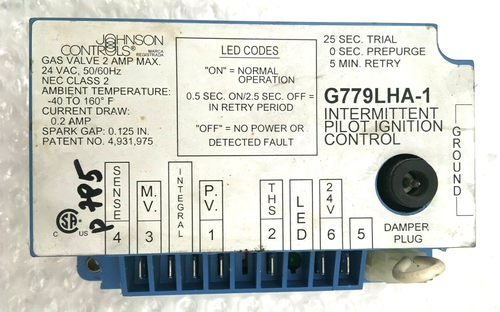 JOHNSON
CONTROLS®
MARCA
REGISTRADA
GAS VALVE 2 AMP MAX.
24 VAC, 50/60Hz
NEC CLASS 2
AMBIENT TEMPERATURE:
-40 TO 160° F
CURRENT DRAW:
0.2 AMP
SPARK GAP: 0.125 IN.
PATENT NO. 4,931,975
LED CODES
"ON" = NORMAL
OPERATION
0.5 SEC. ON/2.5 SEC. OFF =
IN RETRY PERIOD
"OFF" = NO POWER OR
DETECTED FAULT
25 SEC. TRIAL
0 SEC. PREPURGE
5 MIN. RETRY
G779LHA-1
INTERMITTENT
PILOT IGNITION
CONTROL
GROUND
C US
P785
SENSE 4
M.V. 3
INTEGRAL
P.V. 1
THS 2
LED
24V 6
5
DAMPER
PLUG